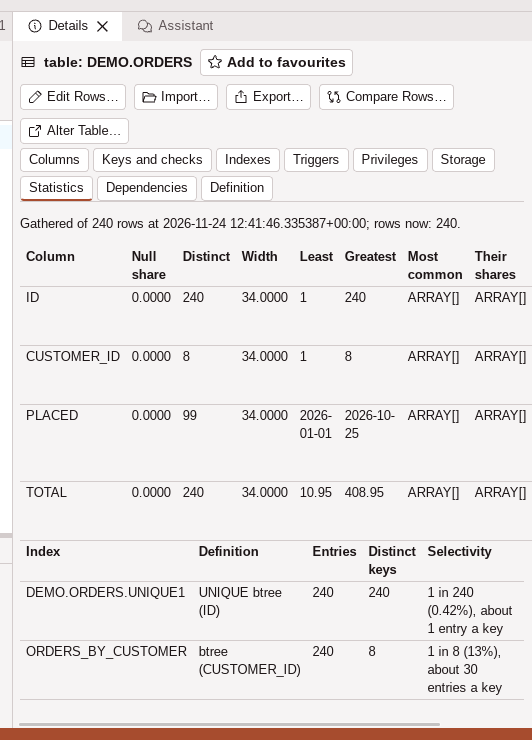 1 Details Assistant
table: DEMO.ORDERS Add to favourites
Edit Rows… Import… Export… Compare Rows…
Alter Table…
Columns Keys and checks Indexes Triggers Privileges Storage
Statistics Dependencies Definition
Gathered of 240 rows at 2026-11-24 12:41:46.335387+00:00; rows now: 240.
Column Null share Distinct Width Least Greatest Most common Their shares
ID 0.0000 240 34.0000 1 240 ARRAY[] ARRAY[]
CUSTOMER_ID 0.0000 8 34.0000 1 8 ARRAY[] ARRAY[]
PLACED 0.0000 99 34.0000 2026-01-01 2026-10-25 ARRAY[] ARRAY[]
TOTAL 0.0000 240 34.0000 10.95 408.95 ARRAY[] ARRAY[]
Index Definition Entries Distinct keys Selectivity
DEMO.ORDERS.UNIQUE1 UNIQUE btree (ID) 240 240 1 in 240 (0.42%), about 1 entry a key
ORDERS_BY_CUSTOMER btree (CUSTOMER_ID) 240 8 1 in 8 (13%), about 30 entries a key